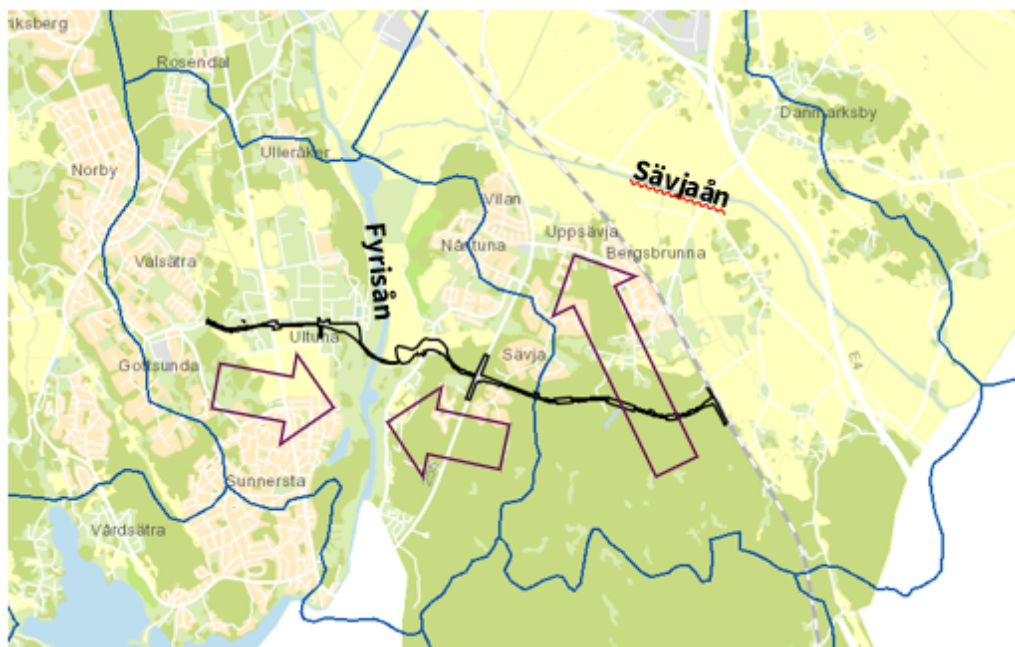 riksberg
Rosendal
Danmarksby
Ulleråker
Norby
Sävjaån
Vilan
Fyrisån
Uppsävja
Nåntuna
Bergsbrunna
Valsätra
Ultuna
Sävja
Gottsunda
E4
Sunnersta
Vårdsätra